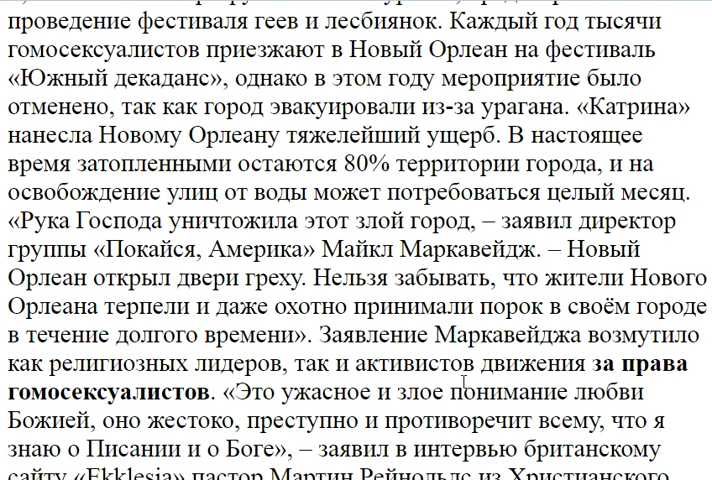 проведение фестиваля геев и лесбиянок. Каждый год тысячи
гомосексуалистов приезжают в Новый Орлеан на фестиваль
«Южный декаданс», однако в этом году мероприятие было
отменено, так как город эвакуировали из-за урагана. «Катрина»
нанесла Новому Орлеану тяжелейший ущерб. В настоящее
время затопленными остаются 80% территории города, и на
освобождение улиц от воды может потребоваться целый месяц.
«Рука Господа уничтожила этот злой город, – заявил директор
группы «Покайся, Америка» Майкл Маркавейдж. – Новый
Орлеан открыл двери греху. Нельзя забывать, что жители Нового
Орлеана терпели и даже охотно принимали порок в своём городе
в течение долгого времени». Заявление Маркавейджа возмутило
как религиозных лидеров, так и активистов движения за права
гомосексуалистов. «Это ужасное и злое понимание любви
Божией, оно жестоко, преступно и противоречит всему, что я
знаю о Писании и о Боге», – заявил в интервью британскому
сайту «Ekklesia» пастор Мартин Рейнольдс из Христианского